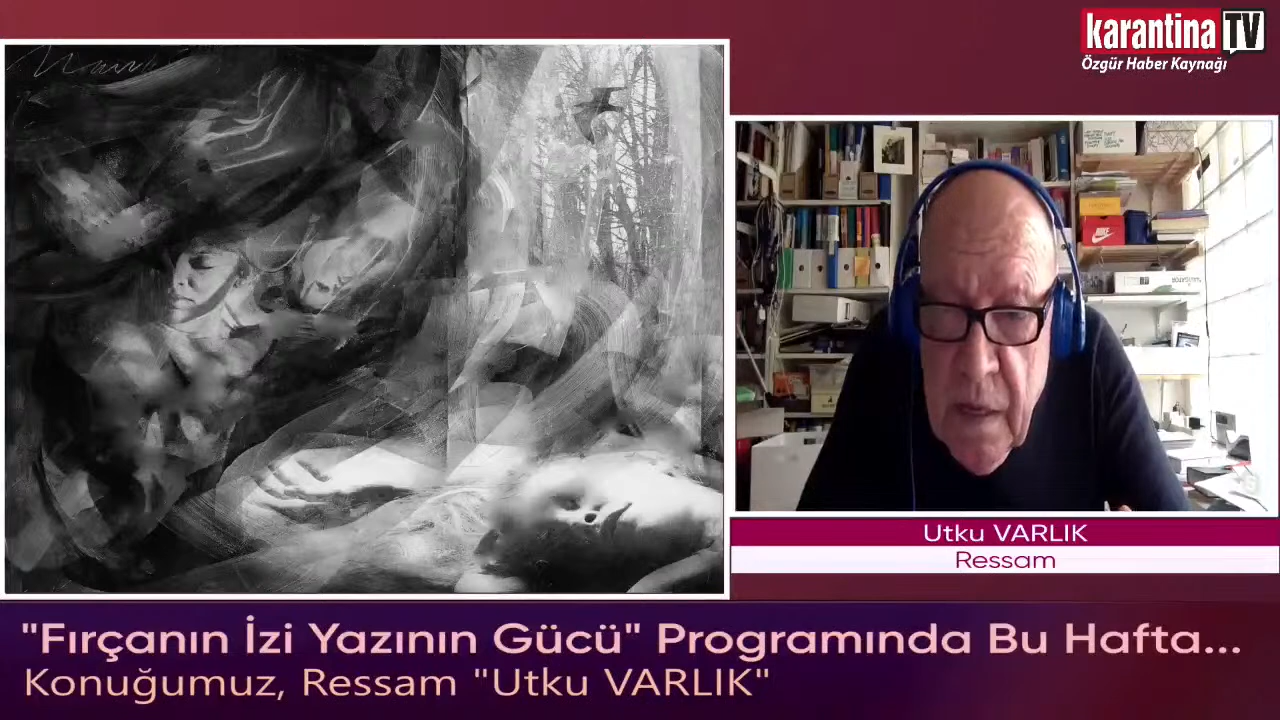 karantina TV
Özgür Haber Kaynağı
NIKE
Utku VARLIK
Ressam
"Fırçanın İzi Yazının Gücü" Programında Bu Hafta...
Konuğumuz, Ressam "Utku VARLIK"